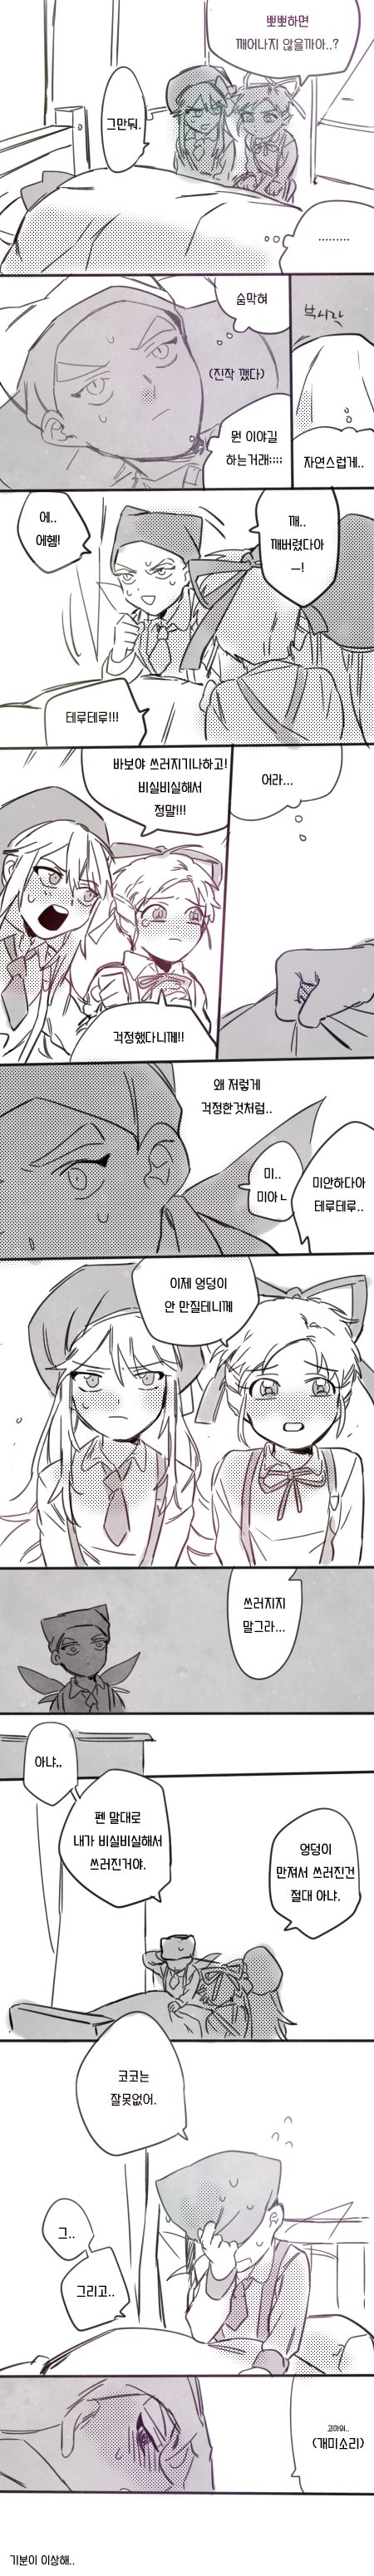 뽀뽀하면
깨어나지 않을까아..?
그만둬.
.........
숨막혀
(진작 깼다)
뭔 이야길
하는거래;;;;
부시럭
자연스럽게..
에..
에헴!
깨..
깨버렸다아
ㅡ!
테루테루!!!
바보야 쓰러지기나하고!
비실비실해서
정말!!!
걱정했다니께!!
어라...
왜 저렇게
걱정한것처럼..
미..
미아ㄴ
미안하다아
테루테루..
이제 엉덩이
안 만질테니께
쓰러지지
말그라...
아냐..
펜 말대로
내가 비실비실해서
쓰러진거야.
엉덩이
만져서 쓰러진건
절대 아냐.
코코는
잘못없어.
그..
그리고..
고마워..
(개미소리)
기분이 이상해..